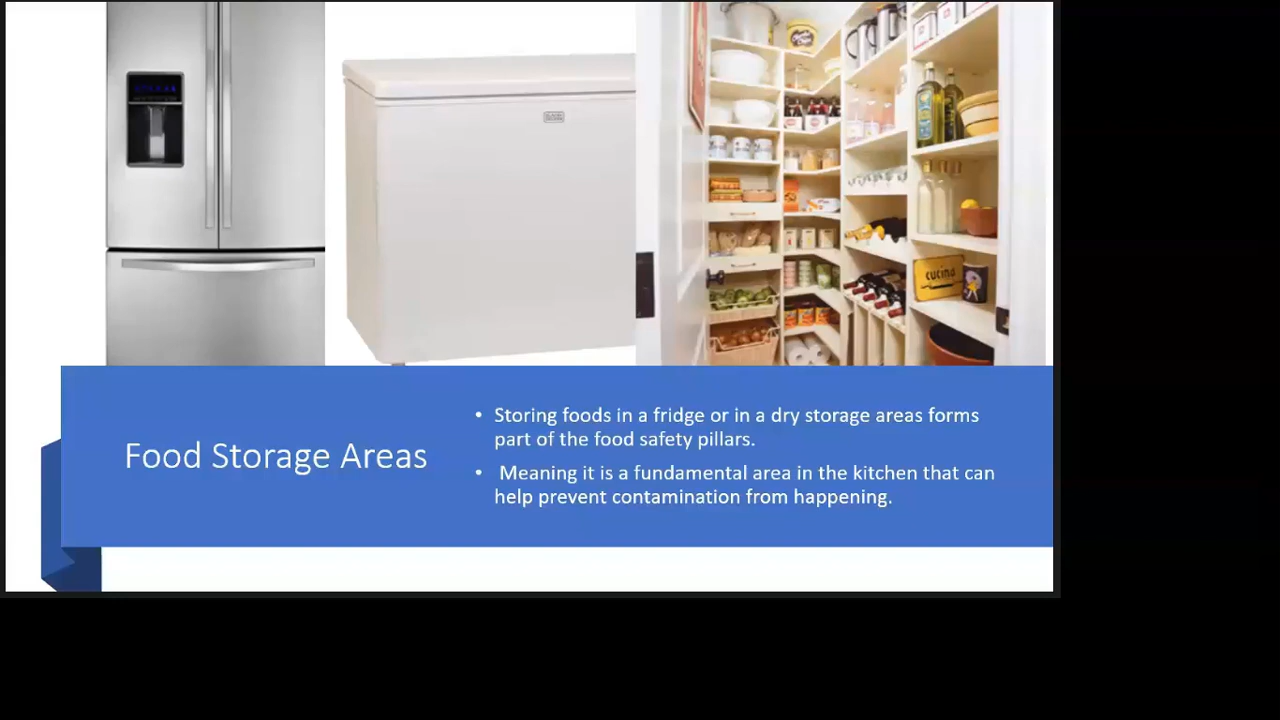 cucina
Food Storage Areas
• Storing foods in a fridge or in a dry storage areas forms
part of the food safety pillars.
• Meaning it is a fundamental area in the kitchen that can
help prevent contamination from happening.